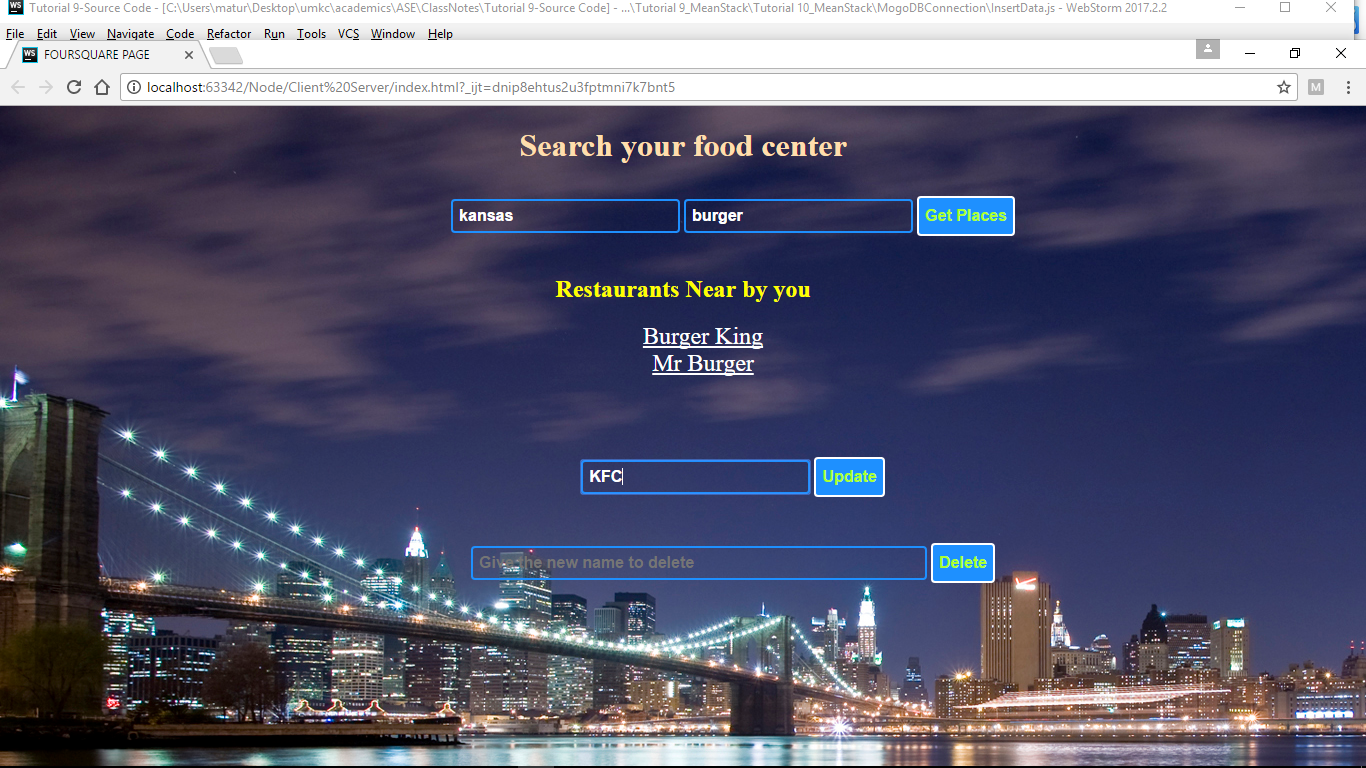 WS Tutorial 9-Source Code - [C:\Users\matur\Desktop\umkc\academics\ASE\ClassNotes\Tutorial 9-Source Code] - ...\Tutorial 9_MeanStack\Tutorial 10_MeanStack\MogoDBConnection\InsertData.js - WebStorm 2017.2.2
File Edit View Navigate Code Refactor Run Tools VCS Window Help
WS FOURSQUARE PAGE
localhost:63342/Node/Client%20Server/index.html?_ijt=dnip8ehtus2u3fptmni7k7bnt5 M
Search your food center
kansas burger Get Places
Restaurants Near by you
Burger King
Mr Burger
KFC Update
Give the new name to delete Delete